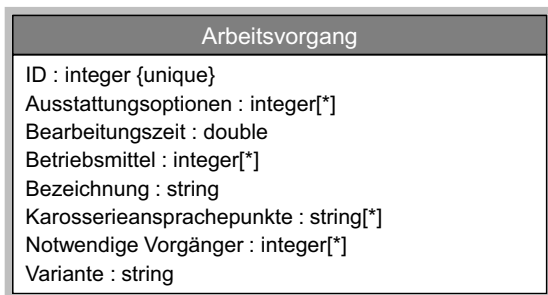 Arbeitsvorgang
ID : integer {unique}
Ausstattungsoptionen : integer[*]
Bearbeitungszeit : double
Betriebsmittel : integer[*]
Bezeichnung : string
Karosserieansprachepunkte : string[*]
Notwendige Vorgänger : integer[*]
Variante : string